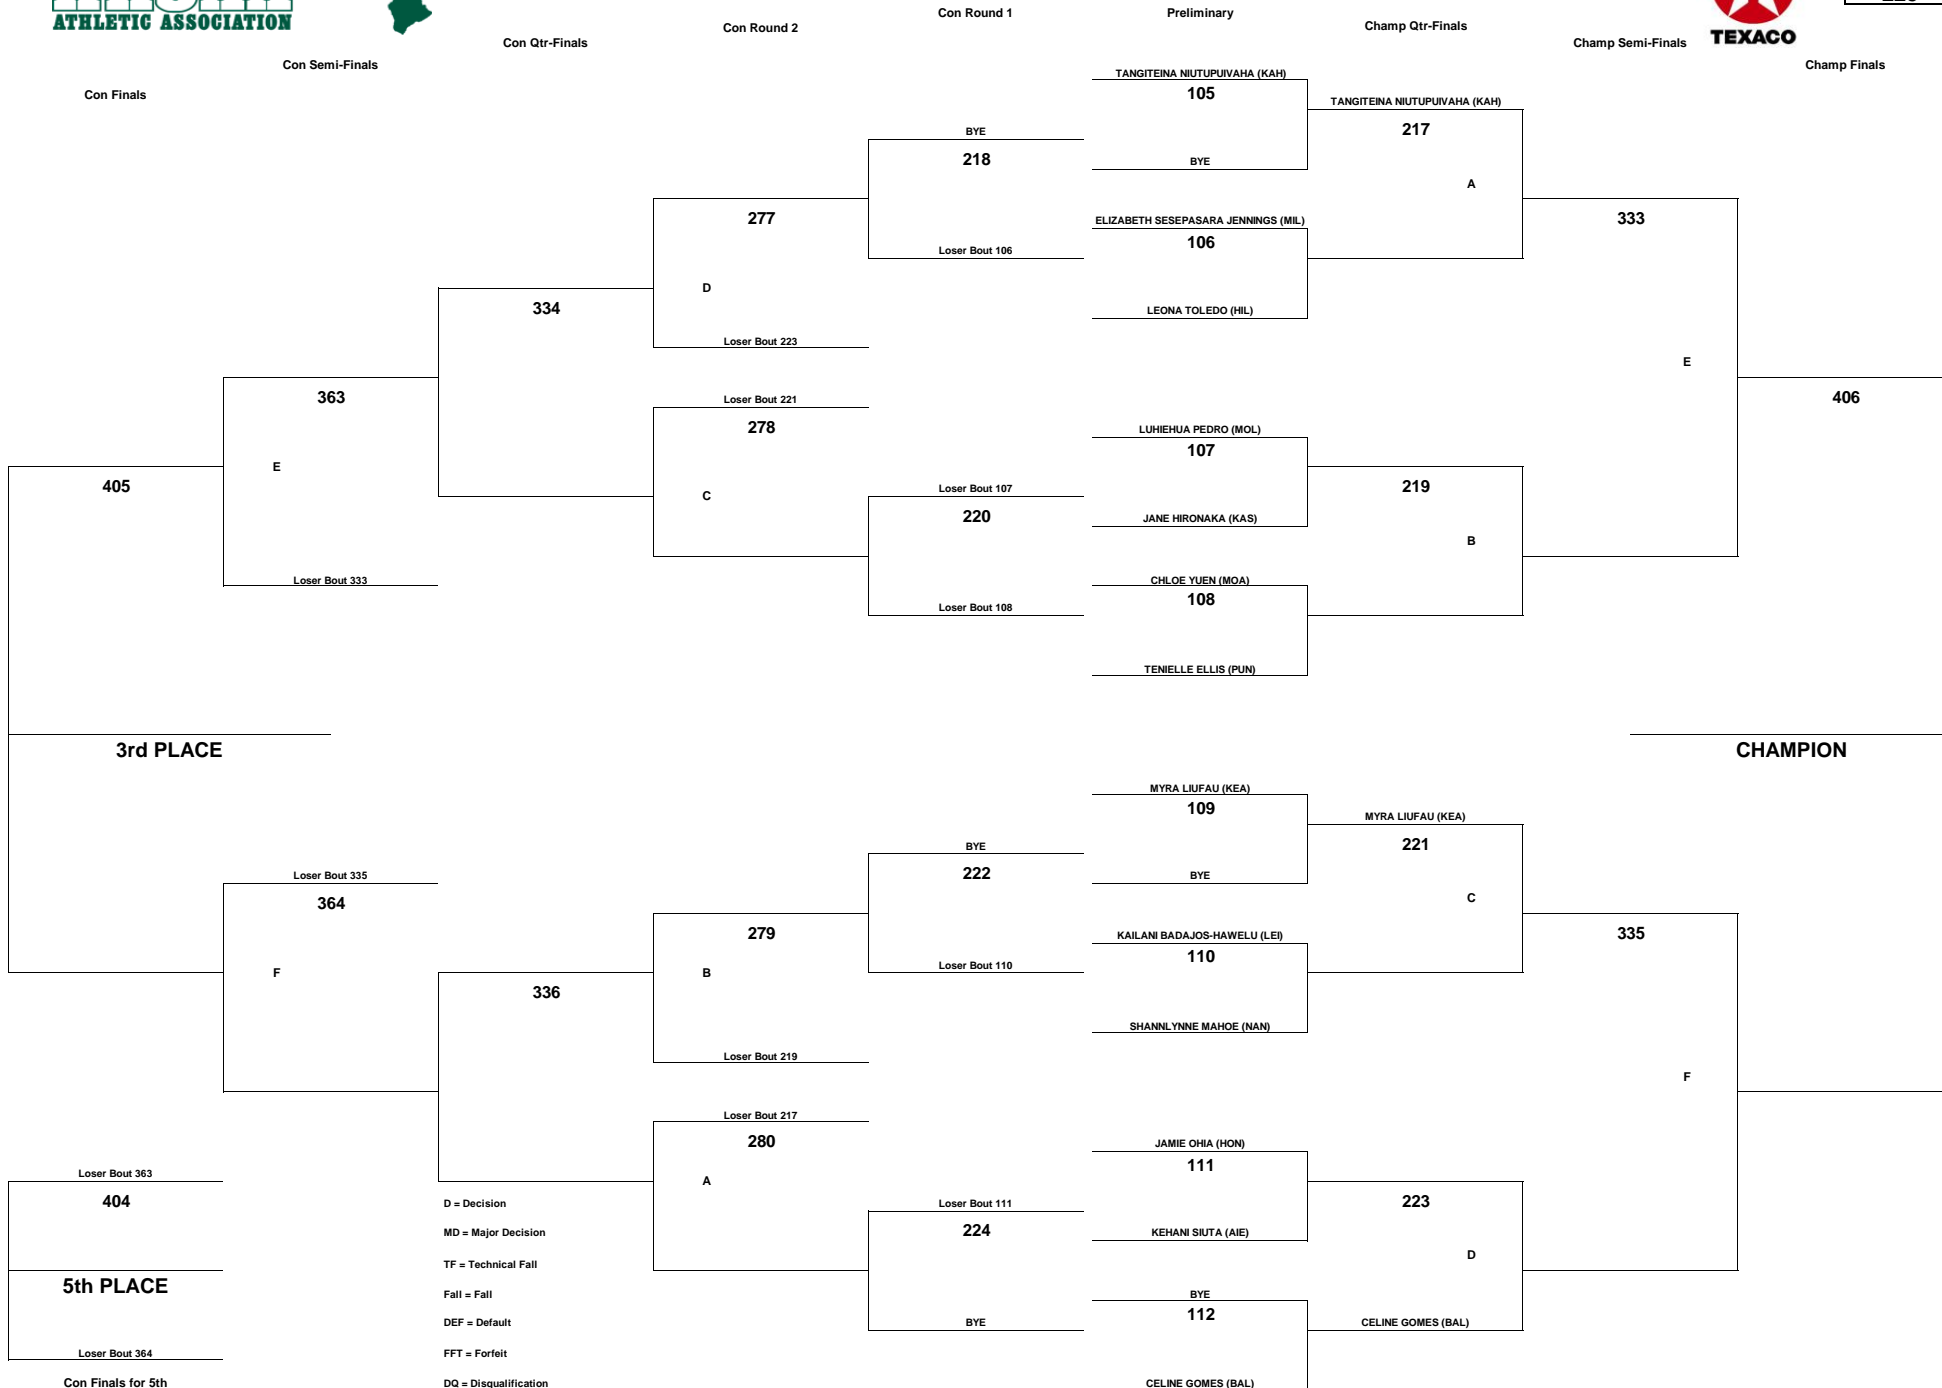 ATHLETIC ASSOCIATION
TEXACO
Con Finals
Con Semi-Finals
Con Qtr-Finals
Con Round 2
Con Round 1
Preliminary
Champ Qtr-Finals
Champ Semi-Finals
Champ Finals
TANGITEINA NIUTUPUIVAHA (KAH)
105
TANGITEINA NIUTUPUIVAHA (KAH)
BYE
217
218
BYE
A
277
ELIZABETH SESEPASARA JENNINGS (MIL)
333
106
Loser Bout 106
D
334
LEONA TOLEDO (HIL)
Loser Bout 223
E
363
Loser Bout 221
406
278
LUHIEHUA PEDRO (MOL)
107
E
405
C
Loser Bout 107
219
220
JANE HIRONAKA (KAS)
B
Loser Bout 333
CHLOE YUEN (MOA)
108
Loser Bout 108
TENIELLE ELLIS (PUN)
3rd PLACE
CHAMPION
MYRA LIUFAU (KEA)
109
MYRA LIUFAU (KEA)
BYE
221
222
Loser Bout 335
BYE
364
C
279
KAILANI BADAJOS-HAWELU (LEI)
335
110
Loser Bout 110
F
B
336
SHANNLYNNE MAHOE (NAN)
Loser Bout 219
F
Loser Bout 217
280
JAMIE OHIA (HON)
111
Loser Bout 363
A
404
D = Decision
Loser Bout 111
223
224
MD = Major Decision
KEHANI SIUTA (AIE)
D
TF = Technical Fall
5th PLACE
Fall = Fall
BYE
112
DEF = Default
BYE
CELINE GOMES (BAL)
Loser Bout 364
FFT = Forfeit
Con Finals for 5th
DQ = Disqualification
CELINE GOMES (BAL)